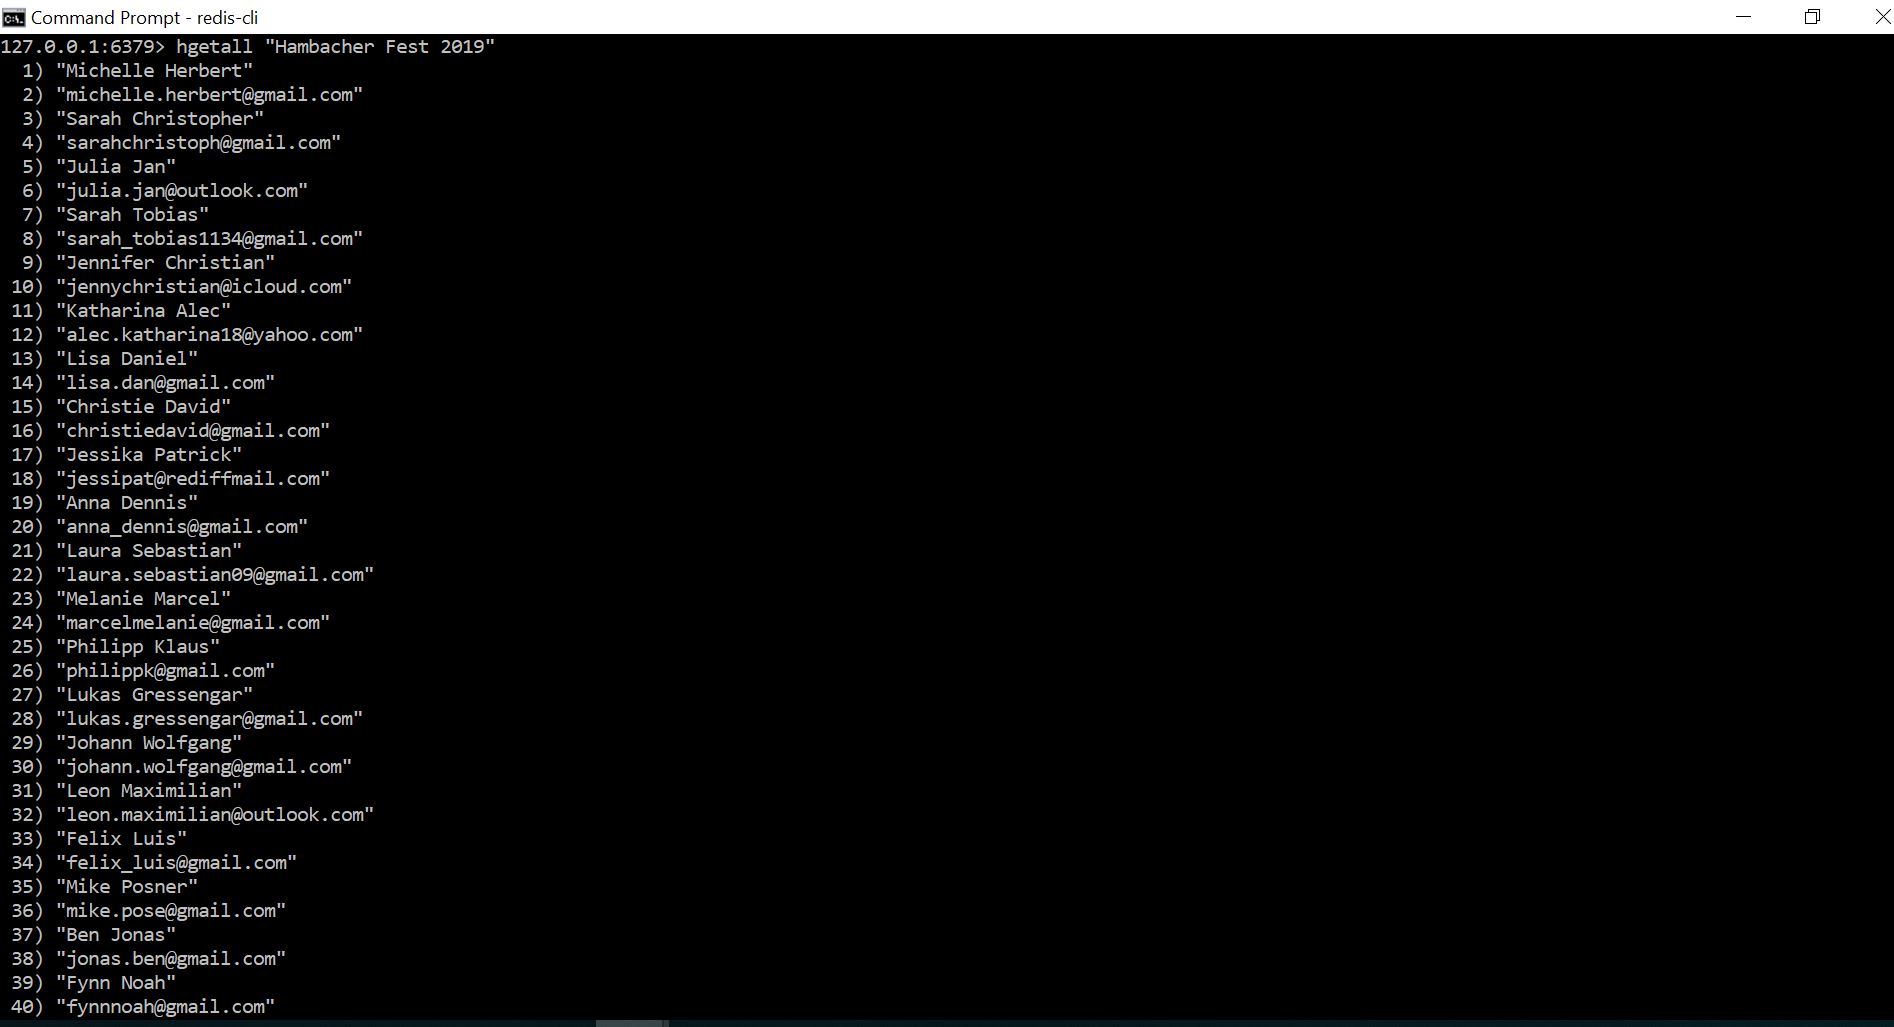 Command Prompt - redis-cli
127.0.0.1:6379> hgetall "Hambacher Fest 2019"
1) "Michelle Herbert"
2) "michelle.herbert@gmail.com"
3) "Sarah Christopher"
4) "sarahchristoph@gmail.com"
5) "Julia Jan"
6) "julia.jan@outlook.com"
7) "Sarah Tobias"
8) "sarah_tobias1134@gmail.com"
9) "Jennifer Christian"
10) "jennychristian@icloud.com"
11) "Katharina Alec"
12) "alec.katharina18@yahoo.com"
13) "Lisa Daniel"
14) "lisa.dan@gmail.com"
15) "Christie David"
16) "christiedavid@gmail.com"
17) "Jessika Patrick"
18) "jessipat@rediffmail.com"
19) "Anna Dennis"
20) "anna_dennis@gmail.com"
21) "Laura Sebastian"
22) "laura.sebastian09@gmail.com"
23) "Melanie Marcel"
24) "marcelmelanie@gmail.com"
25) "Philipp Klaus"
26) "philippk@gmail.com"
27) "Lukas Gressengar"
28) "lukas.gressengar@gmail.com"
29) "Johann Wolfgang"
30) "johann.wolfgang@gmail.com"
31) "Leon Maximilian"
32) "leon.maximilian@outlook.com"
33) "Felix Luis"
34) "felix_luis@gmail.com"
35) "Mike Posner"
36) "mike.pose@gmail.com"
37) "Ben Jonas"
38) "jonas.ben@gmail.com"
39) "Fynn Noah"
40) "fynnnoah@gmail.com"